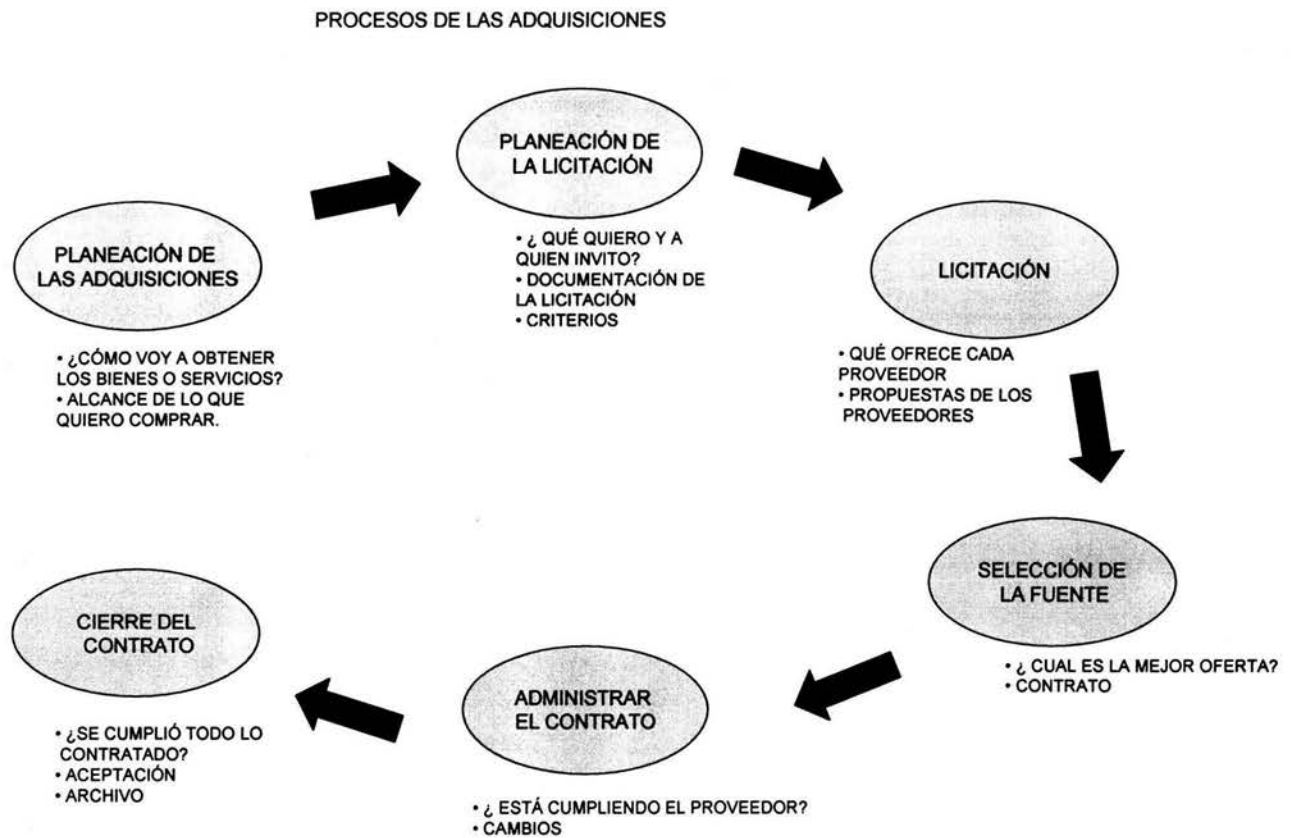 PROCESOS DE LAS ADQUISICIONES
PLANEACIÓN DE
LAS ADQUISICIONES
• ¿CÓMO VOY A OBTENER
LOS BIENES O SERVICIOS?
• ALCANCE DE LO QUE
QUIERO COMPRAR.
PLANEACIÓN DE
LA LICITACIÓN
• ¿ QUÉ QUIERO Y A
QUIEN INVITO?
• DOCUMENTACIÓN DE
LA LICITACIÓN
• CRITERIOS
LICITACIÓN
• QUÉ OFRECE CADA
PROVEEDOR
• PROPUESTAS DE LOS
PROVEEDORES
SELECCIÓN DE
LA FUENTE
• ¿ CUAL ES LA MEJOR OFERTA?
• CONTRATO
ADMINISTRAR
EL CONTRATO
• ¿ ESTÁ CUMPLIENDO EL PROVEEDOR?
• CAMBIOS
CIERRE DEL
CONTRATO
• ¿SE CUMPLIÓ TODO LO
CONTRATADO?
• ACEPTACIÓN
• ARCHIVO